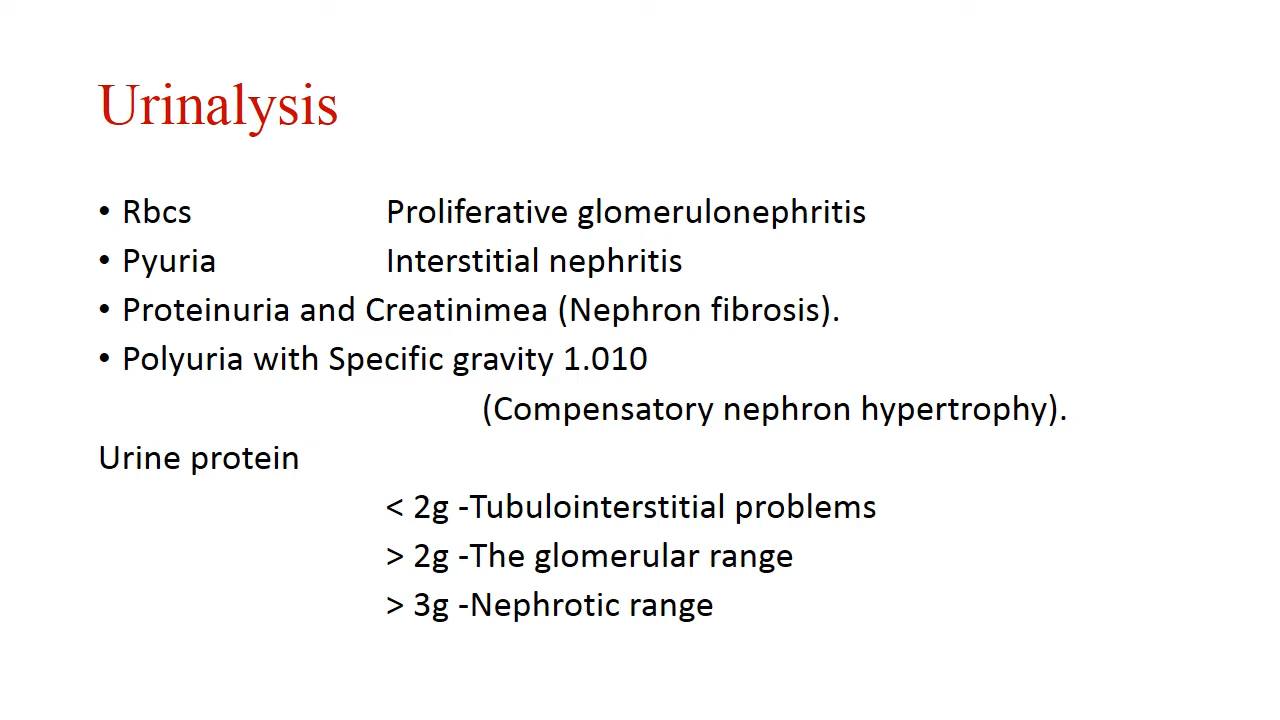 Urinalysis
• Rbcs Proliferative glomerulonephritis
• Pyuria Interstitial nephritis
• Proteinuria and Creatinimea (Nephron fibrosis).
• Polyuria with Specific gravity 1.010
(Compensatory nephron hypertrophy).
Urine protein
< 2g -Tubulointerstitial problems
> 2g -The glomerular range
> 3g -Nephrotic range